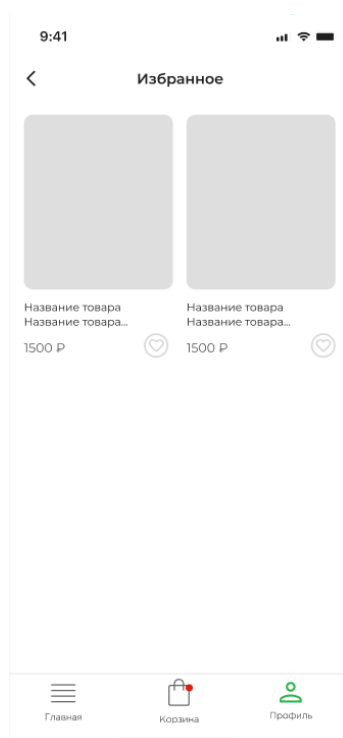 9:41
Избранное
Название товара
Название товара...
1500 ₽
Название товара
Название товара...
1500 ₽
Главная
Корзина
Профиль